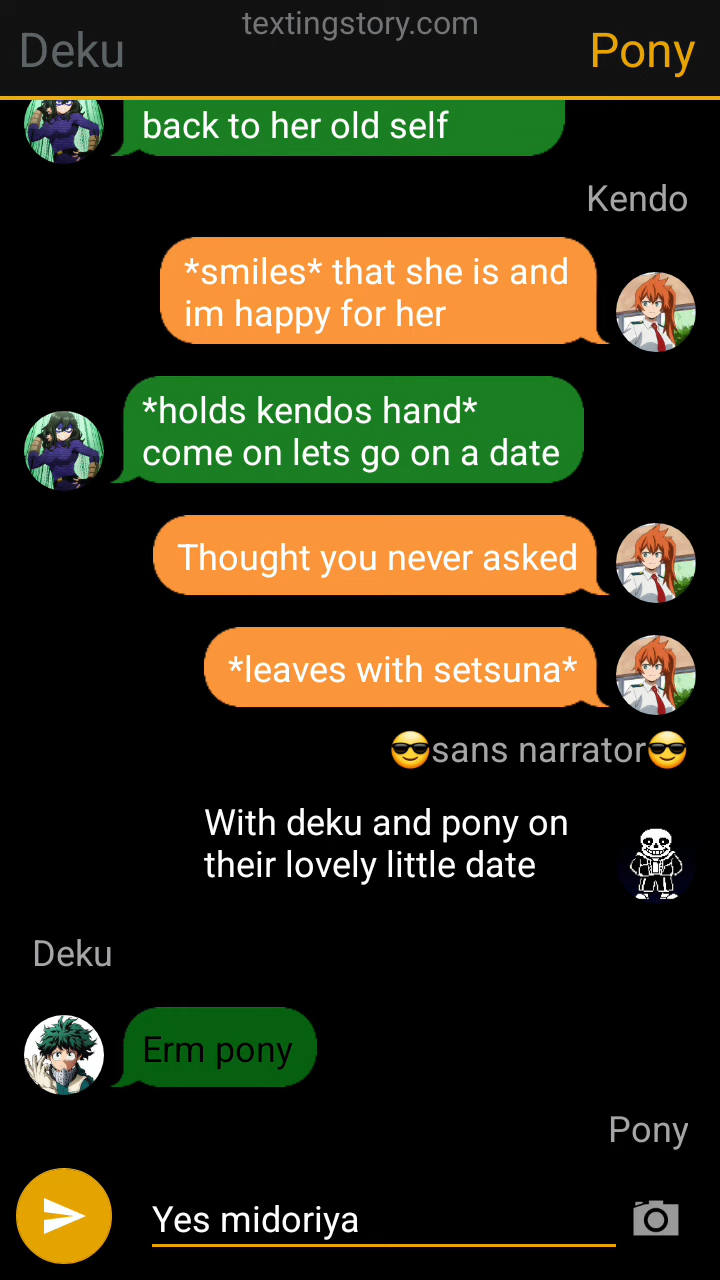 textingstory.com
Deku
Pony
back to her old self
Kendo
*smiles* that she is and
im happy for her
*holds kendos hand*
come on lets go on a date
Thought you never asked
*leaves with setsuna*
😎sans narrator😎
With deku and pony on
their lovely little date
Deku
Erm pony
Pony
Yes midoriya